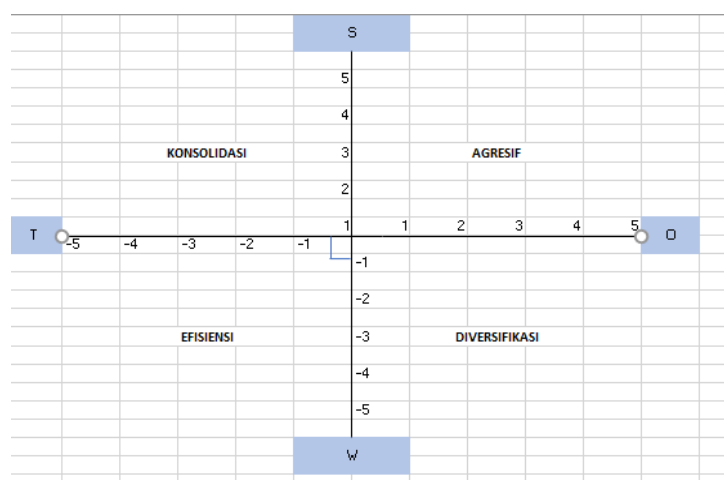 S
5
4
KONSOLIDASI 3 AGRESIF
2
1 1 2 3 4 5
T O
-5 -4 -3 -2 -1
-1
-2
EFISIENSI -3 DIVERSIFIKASI
-4
-5
W